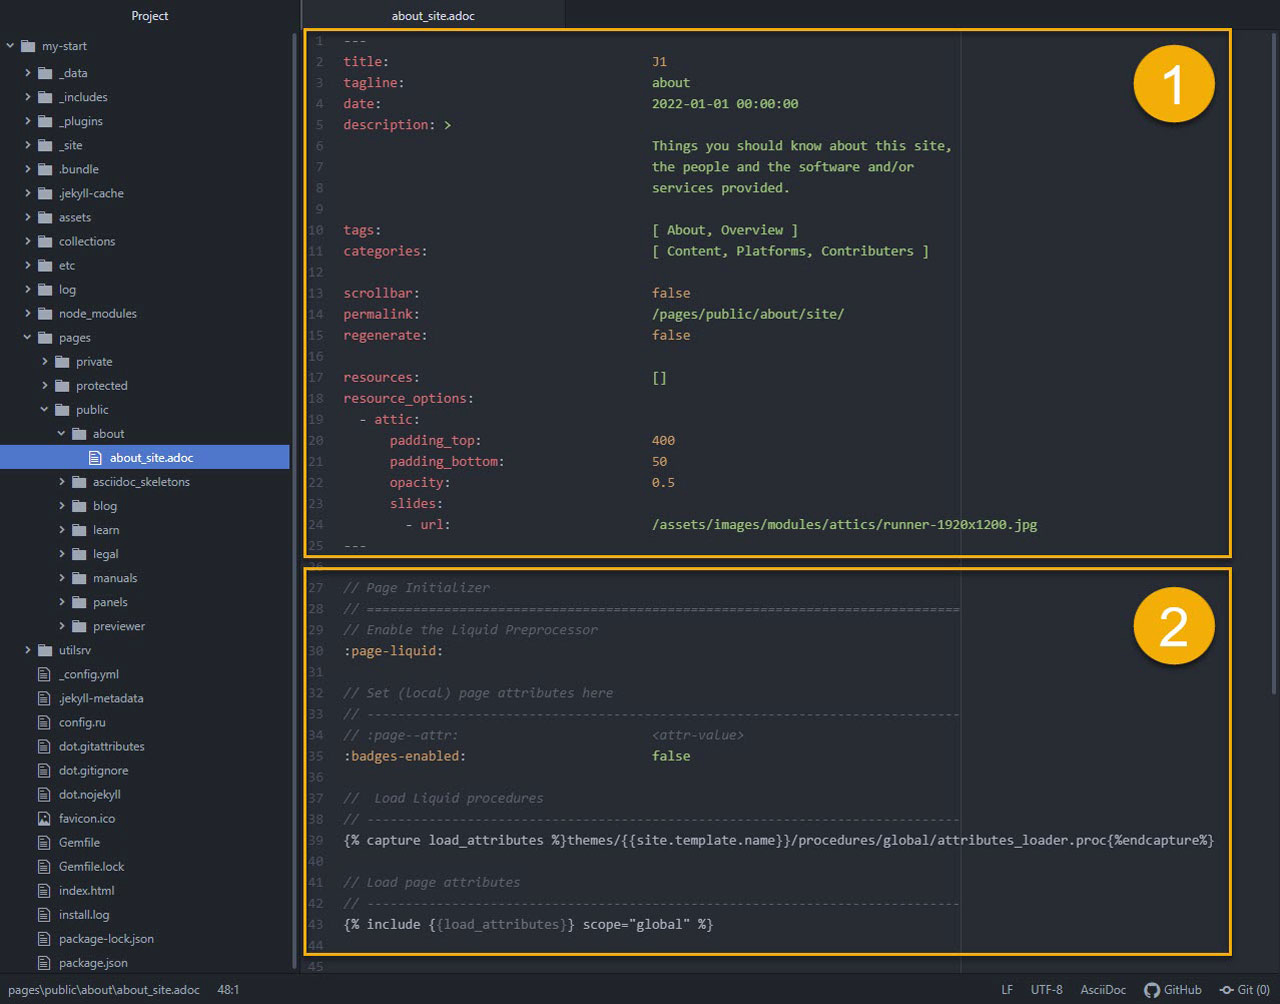 Project
my-start
_data
_includes
_plugins
_site
.bundle
.jekyll-cache
assets
collections
etc
log
node_modules
pages
private
protected
public
about
about_site.adoc
asciidoc_skeletons
blog
learn
legal
manuals
panels
previewer
utilsrv
_config.yml
.jekyll-metadata
config.ru
dot.gitattributes
dot.gitignore
dot.nojekyll
favicon.ico
Gemfile
Gemfile.lock
index.html
install.log
package-lock.json
package.json
about_site.adoc
1 ---
2 title: J1
3 tagline: about
4 date: 2022-01-01 00:00:00
5 description: >
6 Things you should know about this site,
7 the people and the software and/or
8 services provided.
9
10 tags: [ About, Overview ]
11 categories: [ Content, Platforms, Contributers ]
12
13 scrollbar: false
14 permalink: /pages/public/about/site/
15 regenerate: false
16
17 resources: []
18 resource_options:
19 - attic:
20 padding_top: 400
21 padding_bottom: 50
22 opacity: 0.5
23 slides:
24 - url: /assets/images/modules/attics/runner-1920x1200.jpg
25 ---
1
26
27 // Page Initializer
28 // =============================================================================
29 // Enable the Liquid Preprocessor
30 :page-liquid:
31
32 // Set (local) page attributes here
33 // -----------------------------------------------------------------------------
34 // :page--attr: <attr-value>
35 :badges-enabled: false
36
37 //  Load Liquid procedures
38 // -----------------------------------------------------------------------------
39 {% capture load_attributes %}themes/{{site.template.name}}/procedures/global/attributes_loader.proc{%endcapture%}
40
41 // Load page attributes
42 // -----------------------------------------------------------------------------
43 {% include {{load_attributes}} scope="global" %}
44
2
45
pages\public\about\about_site.adoc 48:1 LF UTF-8 AsciiDoc GitHub Git (0)